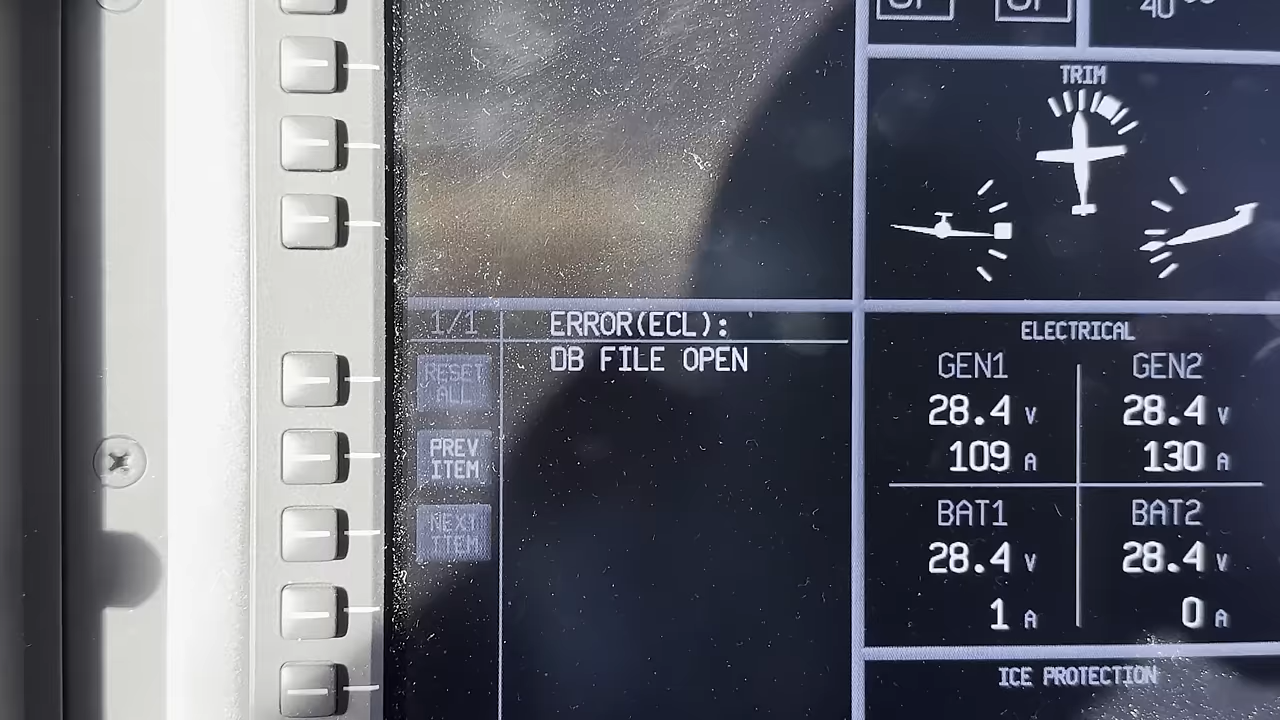 40
TRIM
1/1
ERROR(ECL):
DB FILE OPEN
RESET
ALL
PREV
ITEM
NEXT
ITEM
ELECTRICAL
GEN1
GEN2
28.4 V
28.4 V
109 A
130 A
BAT1
BAT2
28.4 V
28.4 V
1 A
0 A
ICE PROTECTION